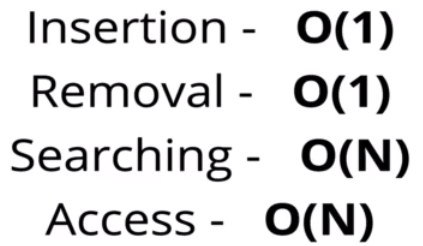 Insertion - O(1)
Removal - O(1)
Searching - O(N)
Access - O(N)